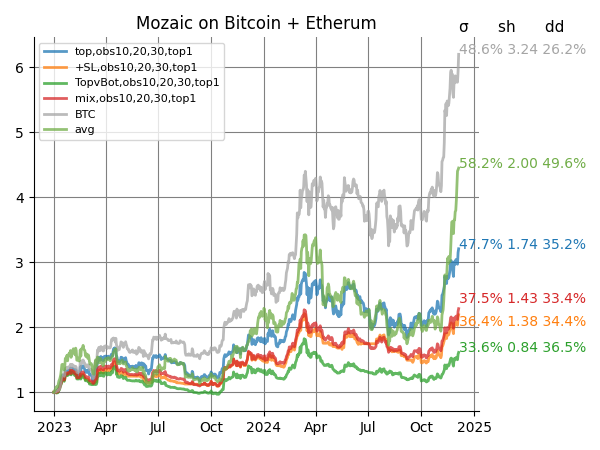 Mozaic on Bitcoin + Etherum
σ sh dd
top,obs10,20,30,top1
+SL,obs10,20,30,top1
TopvBot,obs10,20,30,top1
mix,obs10,20,30,top1
BTC
avg
48.6% 3.24 26.2%
58.2% 2.00 49.6%
47.7% 1.74 35.2%
37.5% 1.43 33.4%
36.4% 1.38 34.4%
33.6% 0.84 36.5%
6
5
4
3
2
1
2023 Apr Jul Oct 2024 Apr Jul Oct 2025